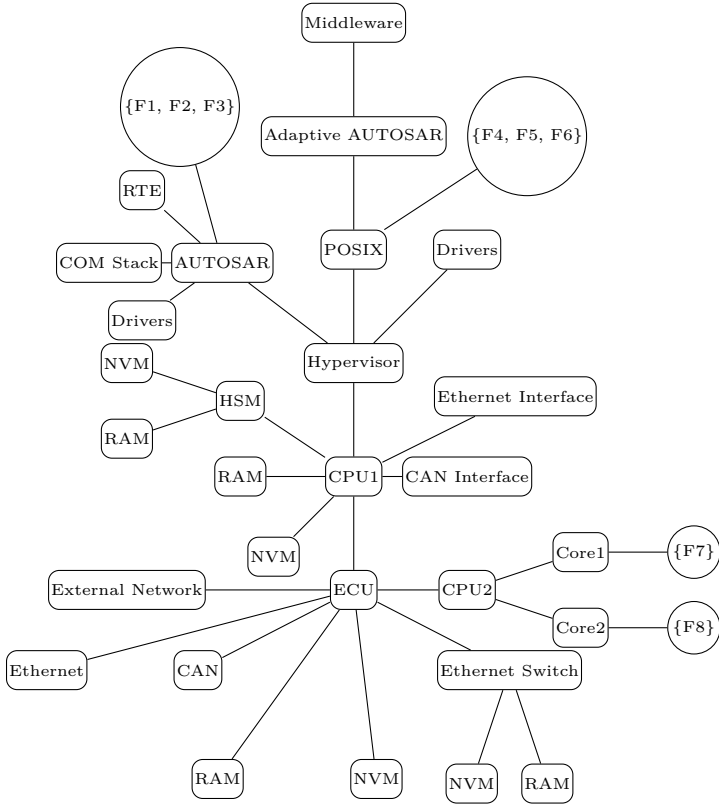 Middleware
{F1, F2, F3}
Adaptive AUTOSAR
{F4, F5, F6}
RTE
COM Stack
AUTOSAR
POSIX
Drivers
Drivers
NVM
Hypervisor
HSM
Ethernet Interface
RAM
RAM
CPU1
CAN Interface
NVM
Core1
{F7}
External Network
ECU
CPU2
Core2
{F8}
Ethernet
CAN
Ethernet Switch
RAM
NVM
NVM
RAM